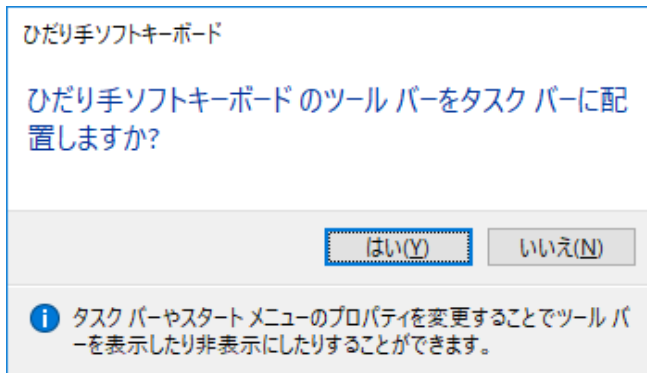 ひだり手ソフトキーボード
ひだり手ソフトキーボード のツール バーをタスク バーに配
置しますか?
はい(Y) いいえ(N)
タスク バーやスタート メニューのプロパティを変更することでツール バ
ーを表示したり非表示にしたりすることができます。